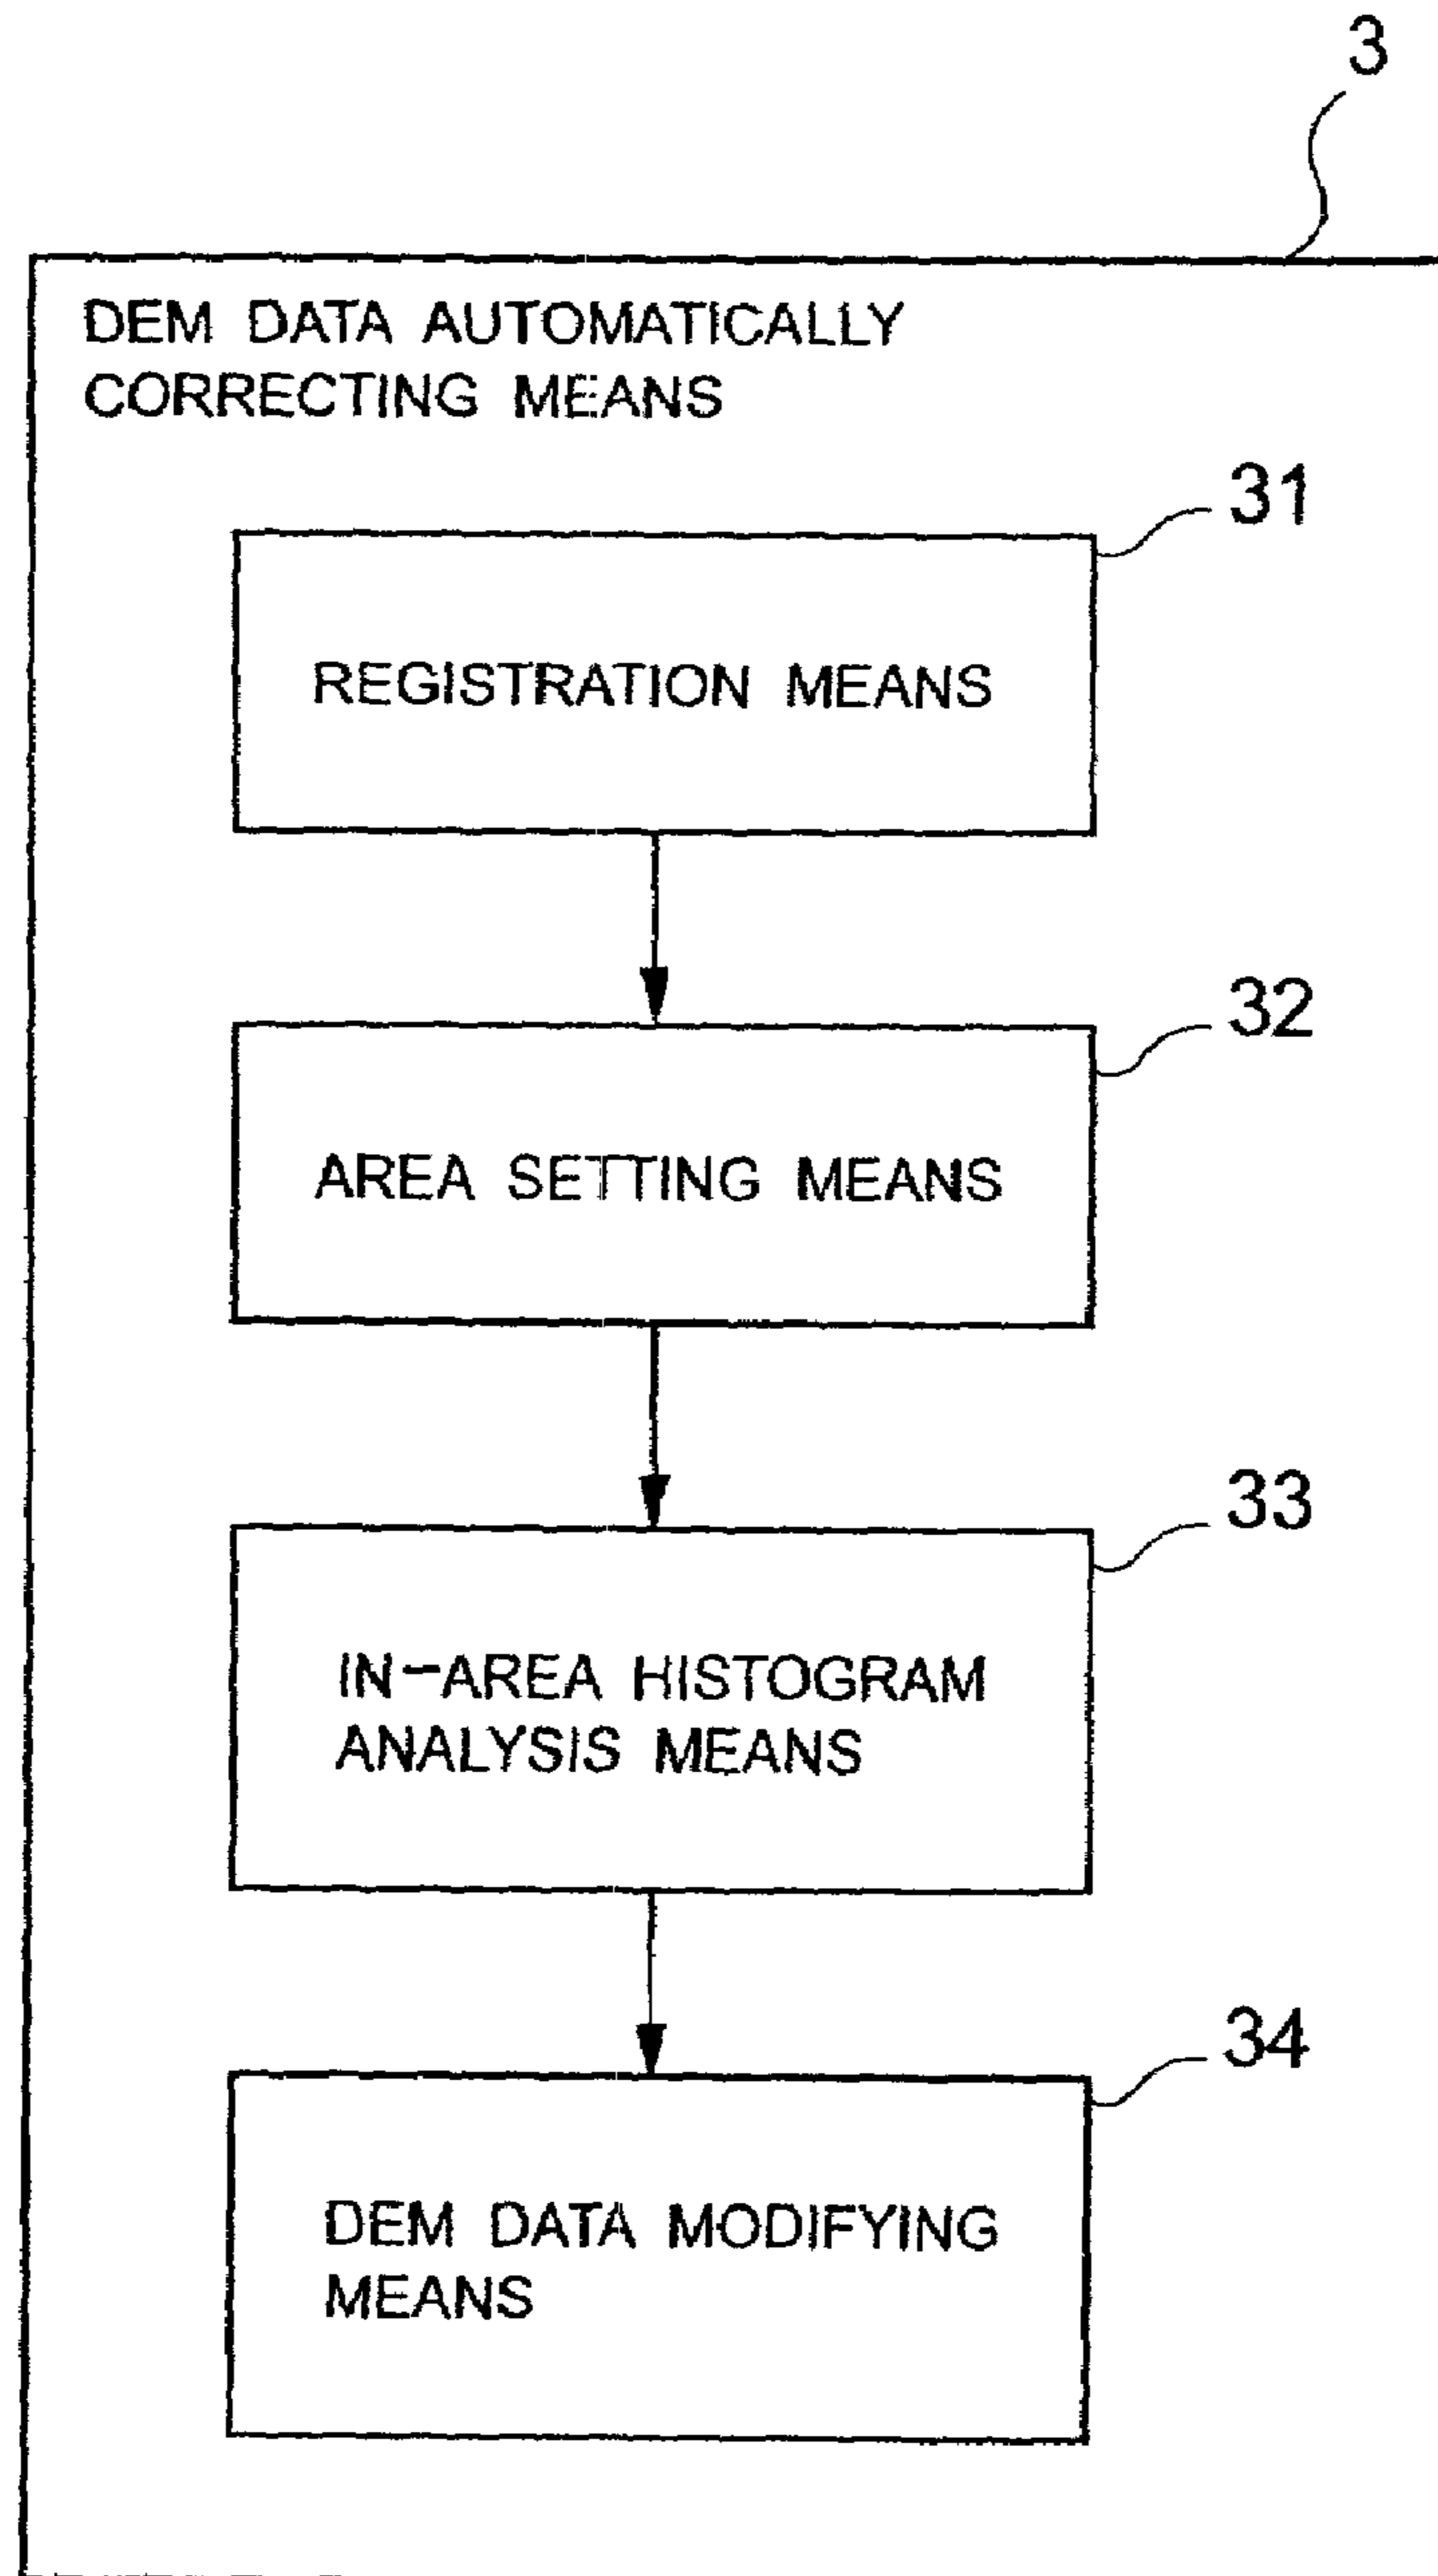 3
DEM DATA AUTOMATICALLY
CORRECTING MEANS
31
REGISTRATION MEANS
32
AREA SETTING MEANS
33
IN-AREA HISTOGRAM
ANALYSIS MEANS
34
DEM DATA MODIFYING
MEANS